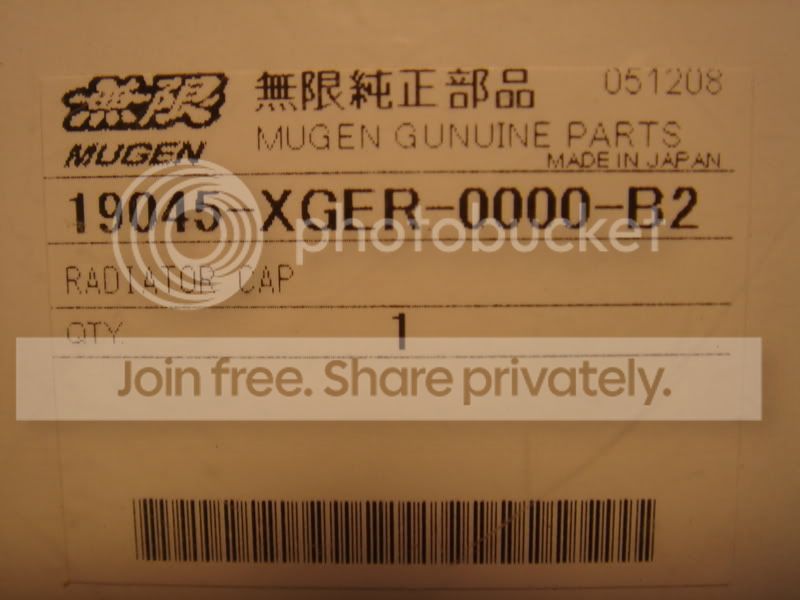 無限 無限純正部品 051208
MUGEN MUGEN GUNUINE PARTS
MADE IN JAPAN
19045-XGER-0000-B2
photobucket
RADIATOR CAP
QTY. 1
Join free. Share privately.